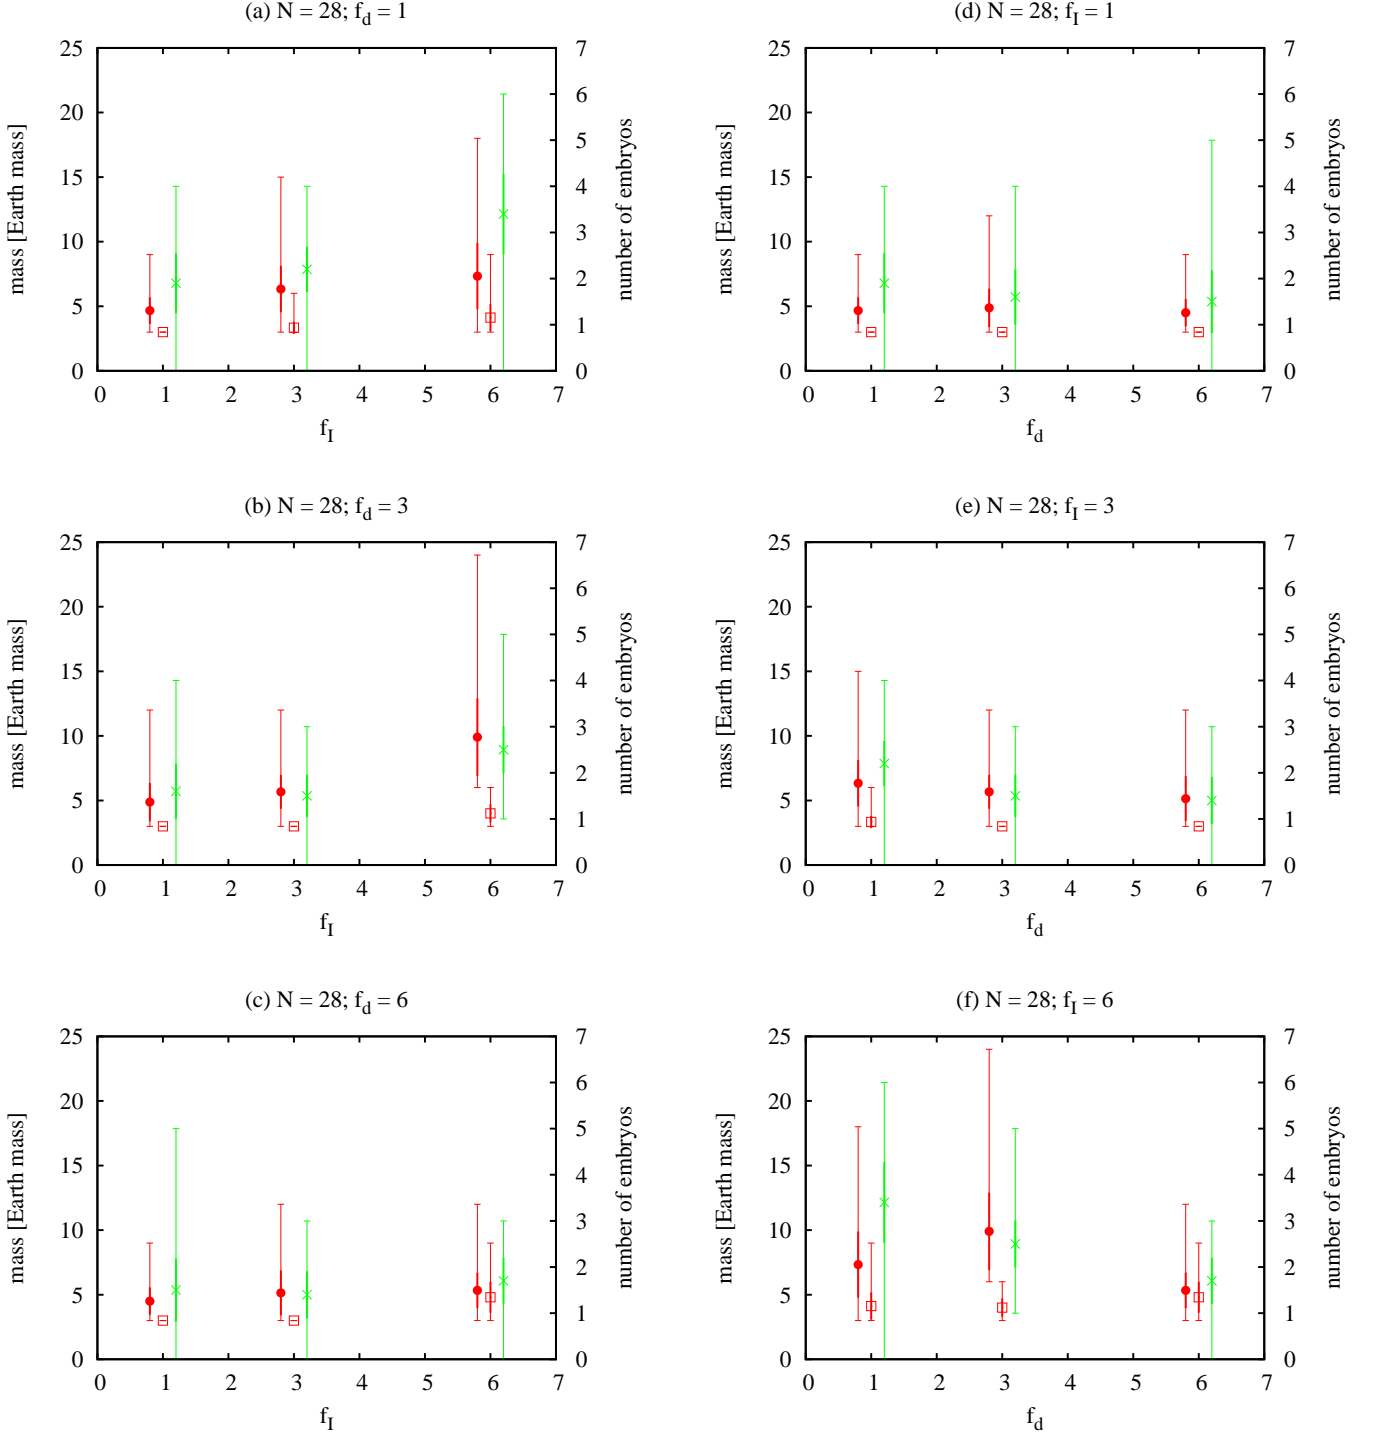 (a) N = 28; f_d = 1
25
20
15
10
5
0
mass [Earth mass]
7
6
5
4
3
2
1
0
number of embryos
0 1 2 3 4 5 6 7
f_I
(d) N = 28; f_I = 1
25
20
15
10
5
0
mass [Earth mass]
7
6
5
4
3
2
1
0
number of embryos
0 1 2 3 4 5 6 7
f_d
(b) N = 28; f_d = 3
25
20
15
10
5
0
mass [Earth mass]
7
6
5
4
3
2
1
0
number of embryos
0 1 2 3 4 5 6 7
f_I
(e) N = 28; f_I = 3
25
20
15
10
5
0
mass [Earth mass]
7
6
5
4
3
2
1
0
number of embryos
0 1 2 3 4 5 6 7
f_d
(c) N = 28; f_d = 6
25
20
15
10
5
0
mass [Earth mass]
7
6
5
4
3
2
1
0
number of embryos
0 1 2 3 4 5 6 7
f_I
(f) N = 28; f_I = 6
25
20
15
10
5
0
mass [Earth mass]
7
6
5
4
3
2
1
0
number of embryos
0 1 2 3 4 5 6 7
f_d